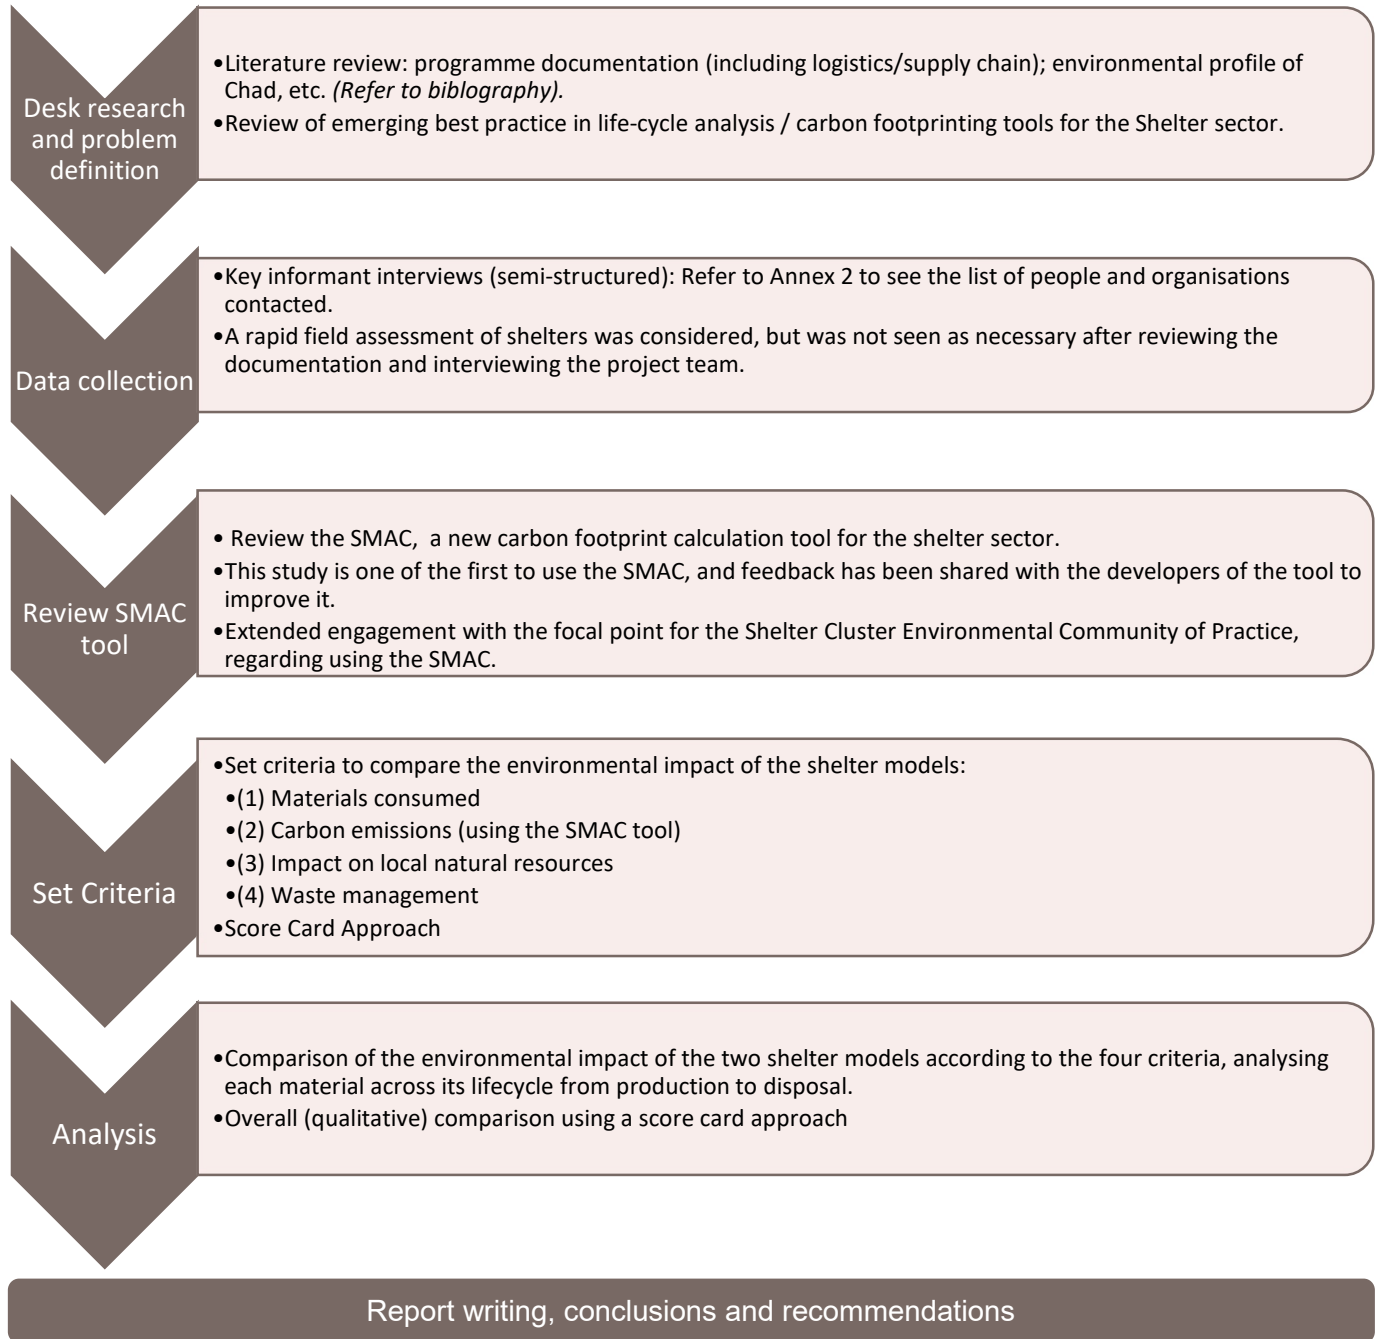 Desk research
and problem
definition
•Literature review: programme documentation (including logistics/supply chain); environmental profile of
Chad, etc. (Refer to biblography).
•Review of emerging best practice in life-cycle analysis / carbon footprinting tools for the Shelter sector.
Data collection
•Key informant interviews (semi-structured): Refer to Annex 2 to see the list of people and organisations
contacted.
•A rapid field assessment of shelters was considered, but was not seen as necessary after reviewing the
documentation and interviewing the project team.
Review SMAC
tool
• Review the SMAC, a new carbon footprint calculation tool for the shelter sector.
•This study is one of the first to use the SMAC, and feedback has been shared with the developers of the tool to
improve it.
•Extended engagement with the focal point for the Shelter Cluster Environmental Community of Practice,
regarding using the SMAC.
Set Criteria
•Set criteria to compare the environmental impact of the shelter models:
•(1) Materials consumed
•(2) Carbon emissions (using the SMAC tool)
•(3) Impact on local natural resources
•(4) Waste management
•Score Card Approach
Analysis
•Comparison of the environmental impact of the two shelter models according to the four criteria, analysing
each material across its lifecycle from production to disposal.
•Overall (qualitative) comparison using a score card approach
Report writing, conclusions and recommendations